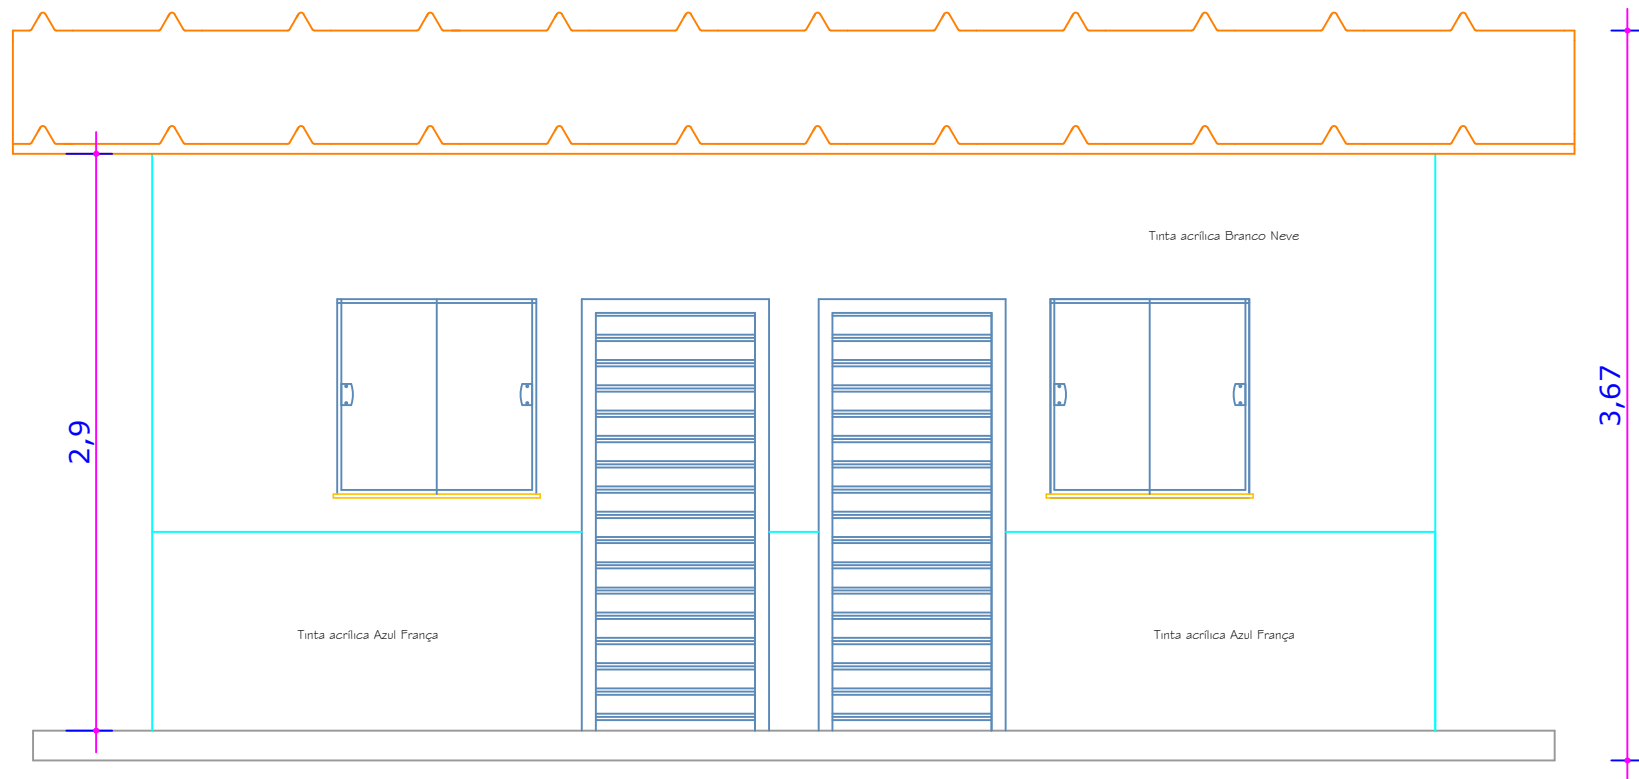 Tinta acrílica Branco Neve
3,67
2,9
Tinta acrílica Azul França
Tinta acrílica Azul França